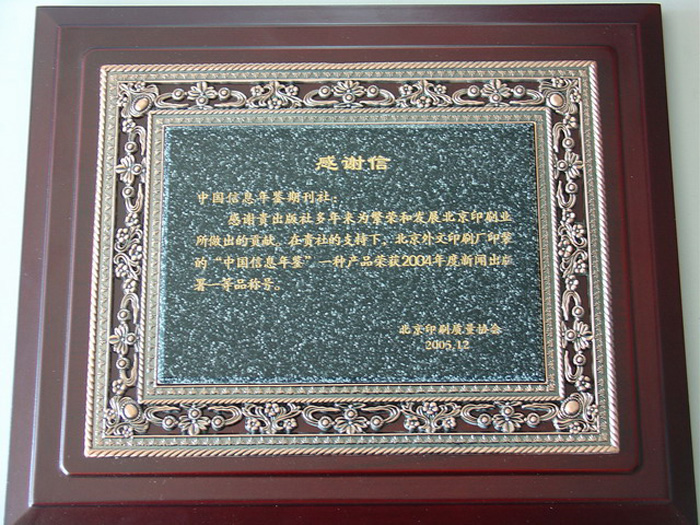 感谢信
中国信息年鉴期刊社：
感谢贵出版社多年来为繁荣和发展北京印刷业
所做出的贡献。在贵社的支持下，北京外文印刷厂印装
的“中国信息年鉴”一种产品荣获2004年度新闻出版
署一等品称号。
北京印刷质量协会
2005.12